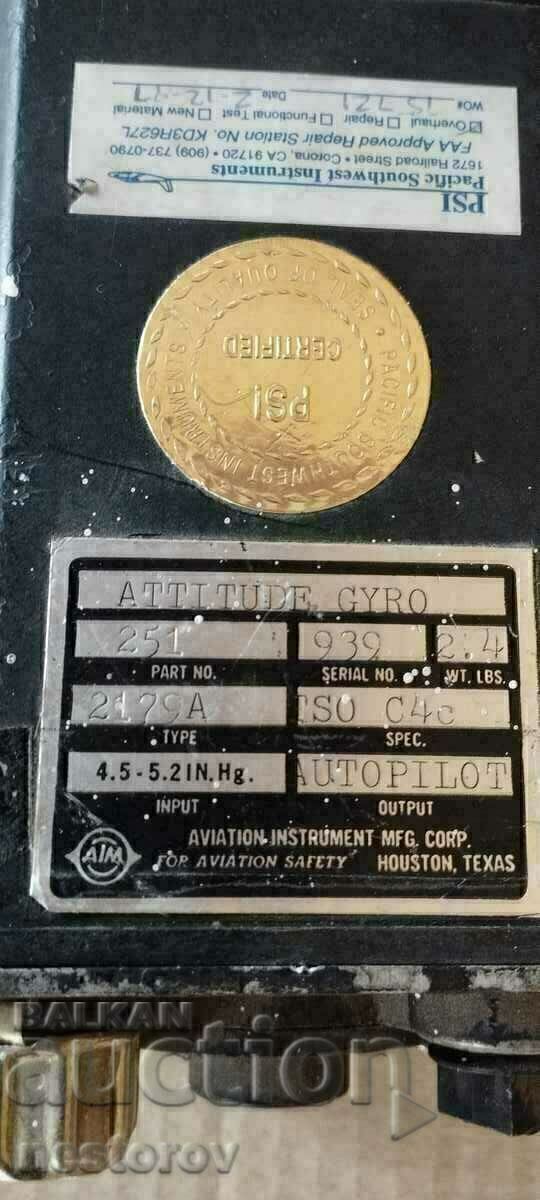 PSI
Pacific Southwest Instruments
1672 Railroad Street • Corona, CA 91720 • (909) 737-0790
FAA Approved Repair Station No. KD3R627L
☑ Overhaul ☐ Repair ☐ Functional Test ☐ New Material
WO# 15721 Date 2-12-97
PACIFIC SOUTHWEST INSTRUMENTS
SEAL OF QUALITY
PSI
CERTIFIED
ATTITUDE GYRO
251 939 2.4
PART NO. SERIAL NO. WT. LBS.
2179A TSO C4c
TYPE SPEC.
4.5-5.2 IN. Hg. AUTOPILOT
INPUT OUTPUT
AIM
AVIATION INSTRUMENT MFG. CORP.
FOR AVIATION SAFETY HOUSTON, TEXAS
BALKAN
auction
nestorov